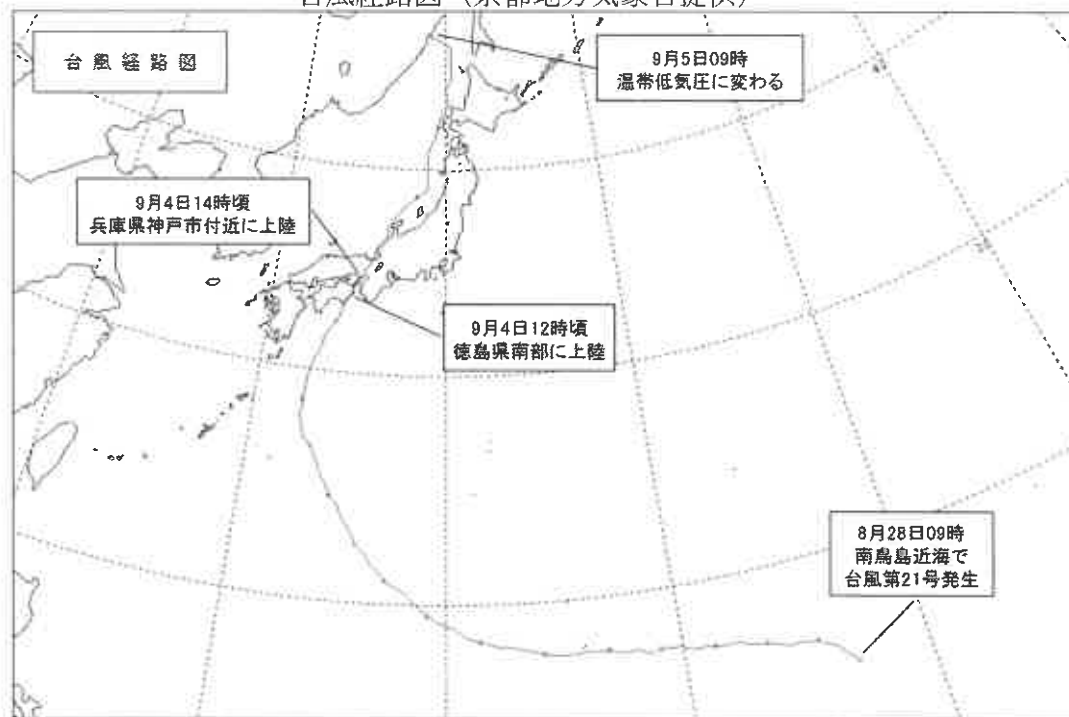 台風経路図（京都地方気象台提供）
台風経路図
9月5日09時
温帯低気圧に変わる
9月4日14時頃
兵庫県神戸市付近に上陸
9月4日12時頃
徳島県南部に上陸
8月28日09時
南鳥島近海で
台風第21号発生